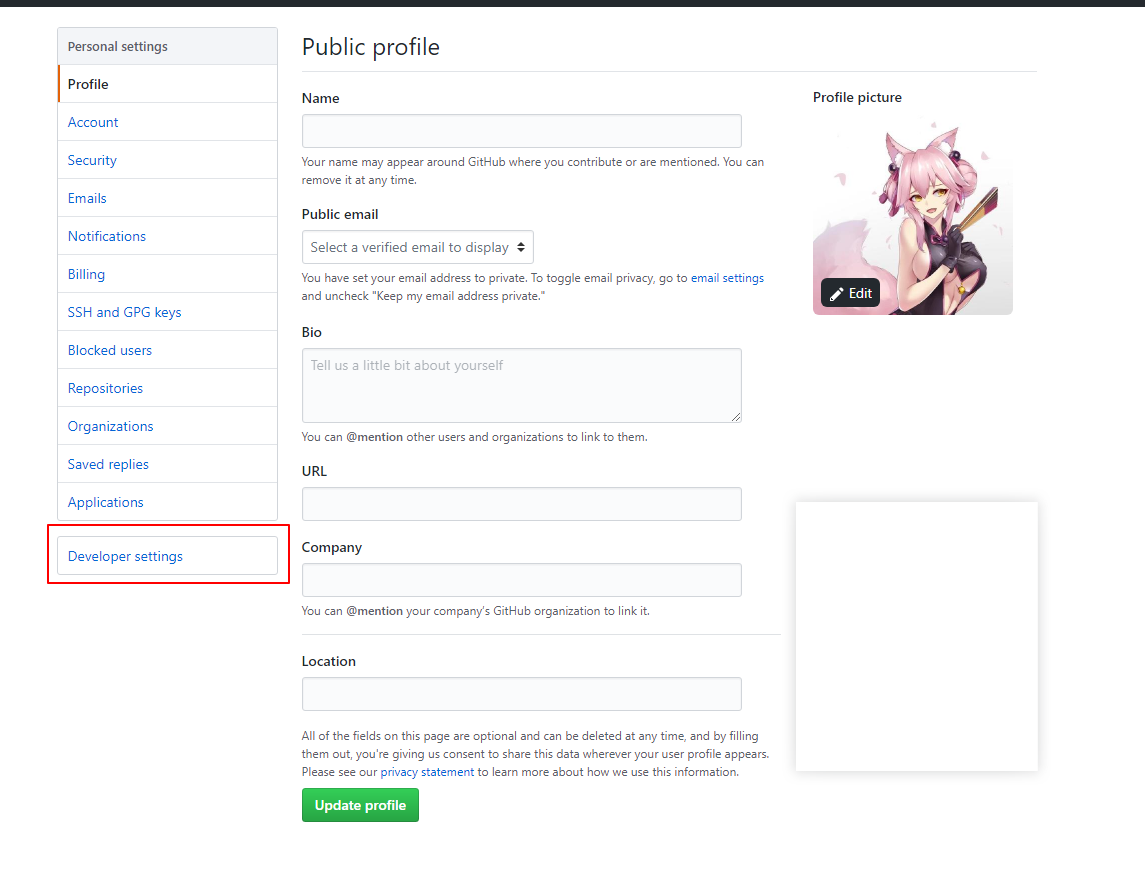 Personal settings
Profile
Account
Security
Emails
Notifications
Billing
SSH and GPG keys
Blocked users
Repositories
Organizations
Saved replies
Applications
Developer settings
Public profile
Name
Your name may appear around GitHub where you contribute or are mentioned. You can
remove it at any time.
Public email
Select a verified email to display
You have set your email address to private. To toggle email privacy, go to email settings
and uncheck "Keep my email address private."
Bio
Tell us a little bit about yourself
You can @mention other users and organizations to link to them.
URL
Company
You can @mention your company's GitHub organization to link it.
Location
All of the fields on this page are optional and can be deleted at any time, and by filling
them out, you're giving us consent to share this data wherever your user profile appears.
Please see our privacy statement to learn more about how we use this information.
Update profile
Profile picture
Edit